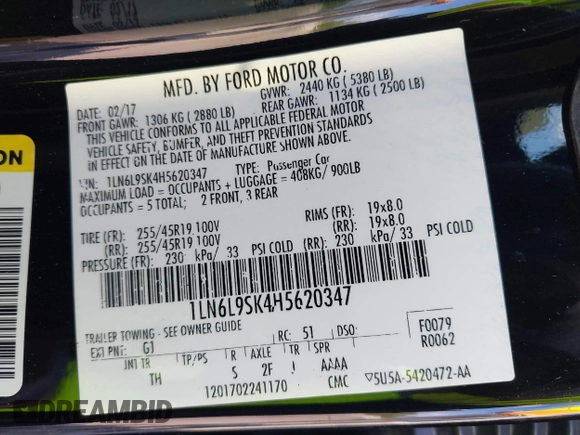 MFD. BY FORD MOTOR CO.
DATE: 02/17 GVWR: 2440 KG ( 5380 LB)
FRONT GAWR: 1306 KG ( 2880 LB) REAR GAWR: 1134 KG ( 2500 LB)
THIS VEHICLE CONFORMS TO ALL APPLICABLE FEDERAL MOTOR
VEHICLE SAFETY, BUMPER, AND THEFT PREVENTION STANDARDS
IN EFFECT ON THE DATE OF MANUFACTURE SHOWN ABOVE.
VIN: 1LN6L9SK4H5620347 TYPE: Passenger Car
MAXIMUM LOAD = OCCUPANTS + LUGGAGE = 408KG/ 900LB
OCCUPANTS = 5 TOTAL; 2 FRONT, 3 REAR
TIRE (FR): 255/45R19 100V RIMS (FR): 19x8.0
(RR): 255/45R19 100V (RR): 19x8.0
PRESSURE (FR): 230 kPa/ 33 PSI COLD (RR): 230 kPa/ 33 PSI COLD
1LN6L9SK4H5620347
TRAILER TOWING - SEE OWNER GUIDE
EXT PNT: G1 RC: 51 DSO: F0079
R0062
INT TR TP/PS R AXLE TR SPR
TH S 2F ! AAAA
1201702241170 CMC 5U5A-5420472-AA
ON
DREAMBID